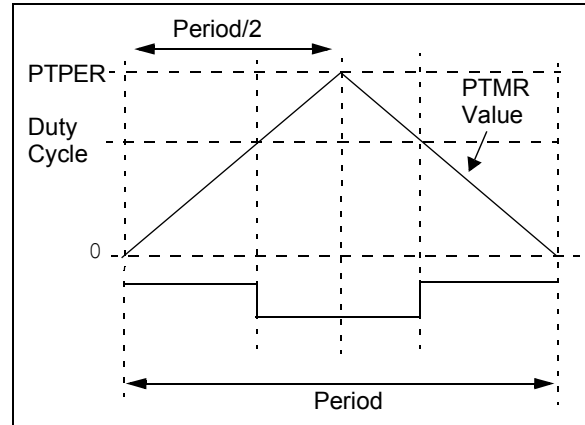 Period/2
PTPER
PTMR
Value
Duty
Cycle
0
Period